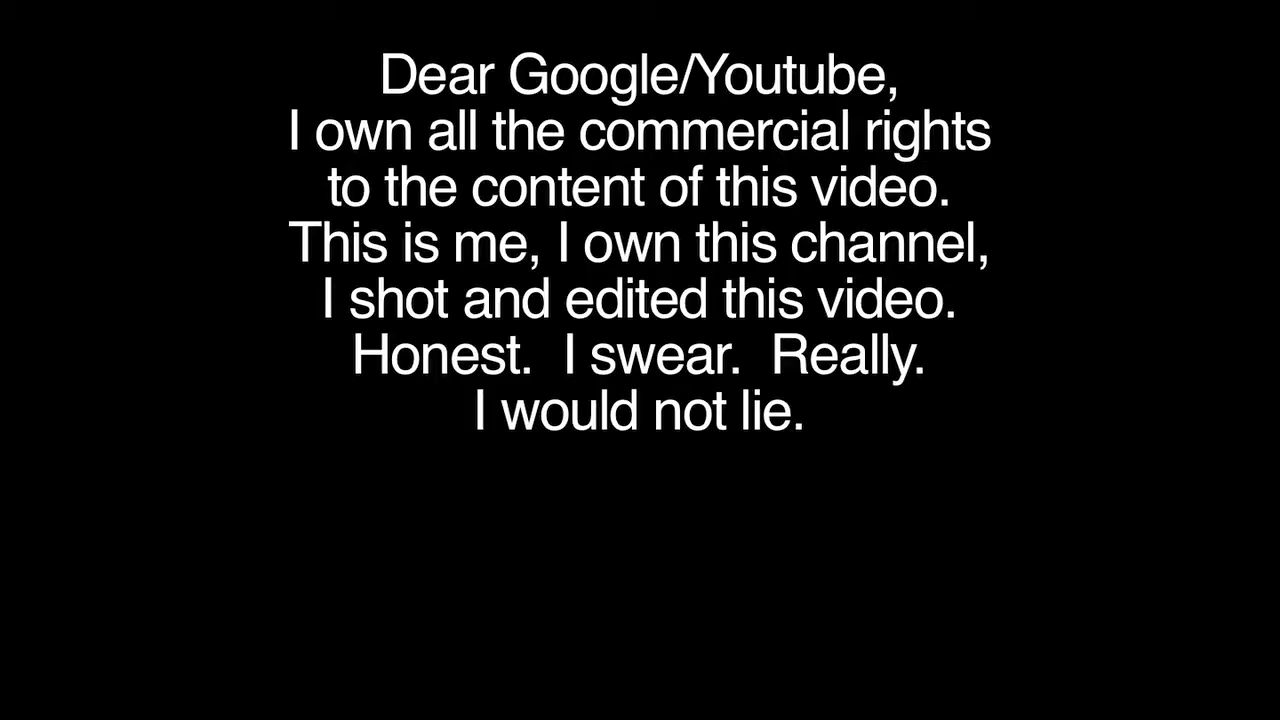 Dear Google/Youtube,
I own all the commercial rights
to the content of this video.
This is me, I own this channel,
I shot and edited this video.
Honest.  I swear.  Really.
I would not lie.